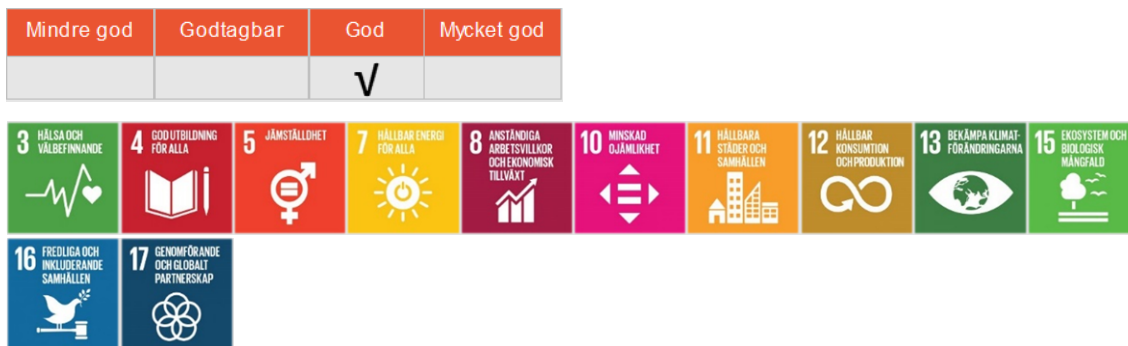 Mindre god Godtagbar God Mycket god
√
3 HÄLSA OCH
VÄLBEFINNANDE
4 GOD UTBILDNING
FÖR ALLA
5 JÄMSTÄLLDHET
7 HÅLLBAR ENERGI
FÖR ALLA
8 ANSTÄNDIGA
ARBETSVILLKOR
OCH EKONOMISK
TILLVÄXT
10 MINSKAD
OJÄMLIKHET
11 HÅLLBARA
STÄDER OCH
SAMHÄLLEN
12 HÅLLBAR
KONSUMTION
OCH PRODUKTION
13 BEKÄMPA KLIMAT-
FÖRÄNDRINGARNA
15 EKOSYSTEM OCH
BIOLOGISK
MÅNGFALD
16 FREDLIGA OCH
INKLUDERANDE
SAMHÄLLEN
17 GENOMFÖRANDE
OCH GLOBALT
PARTNERSKAP